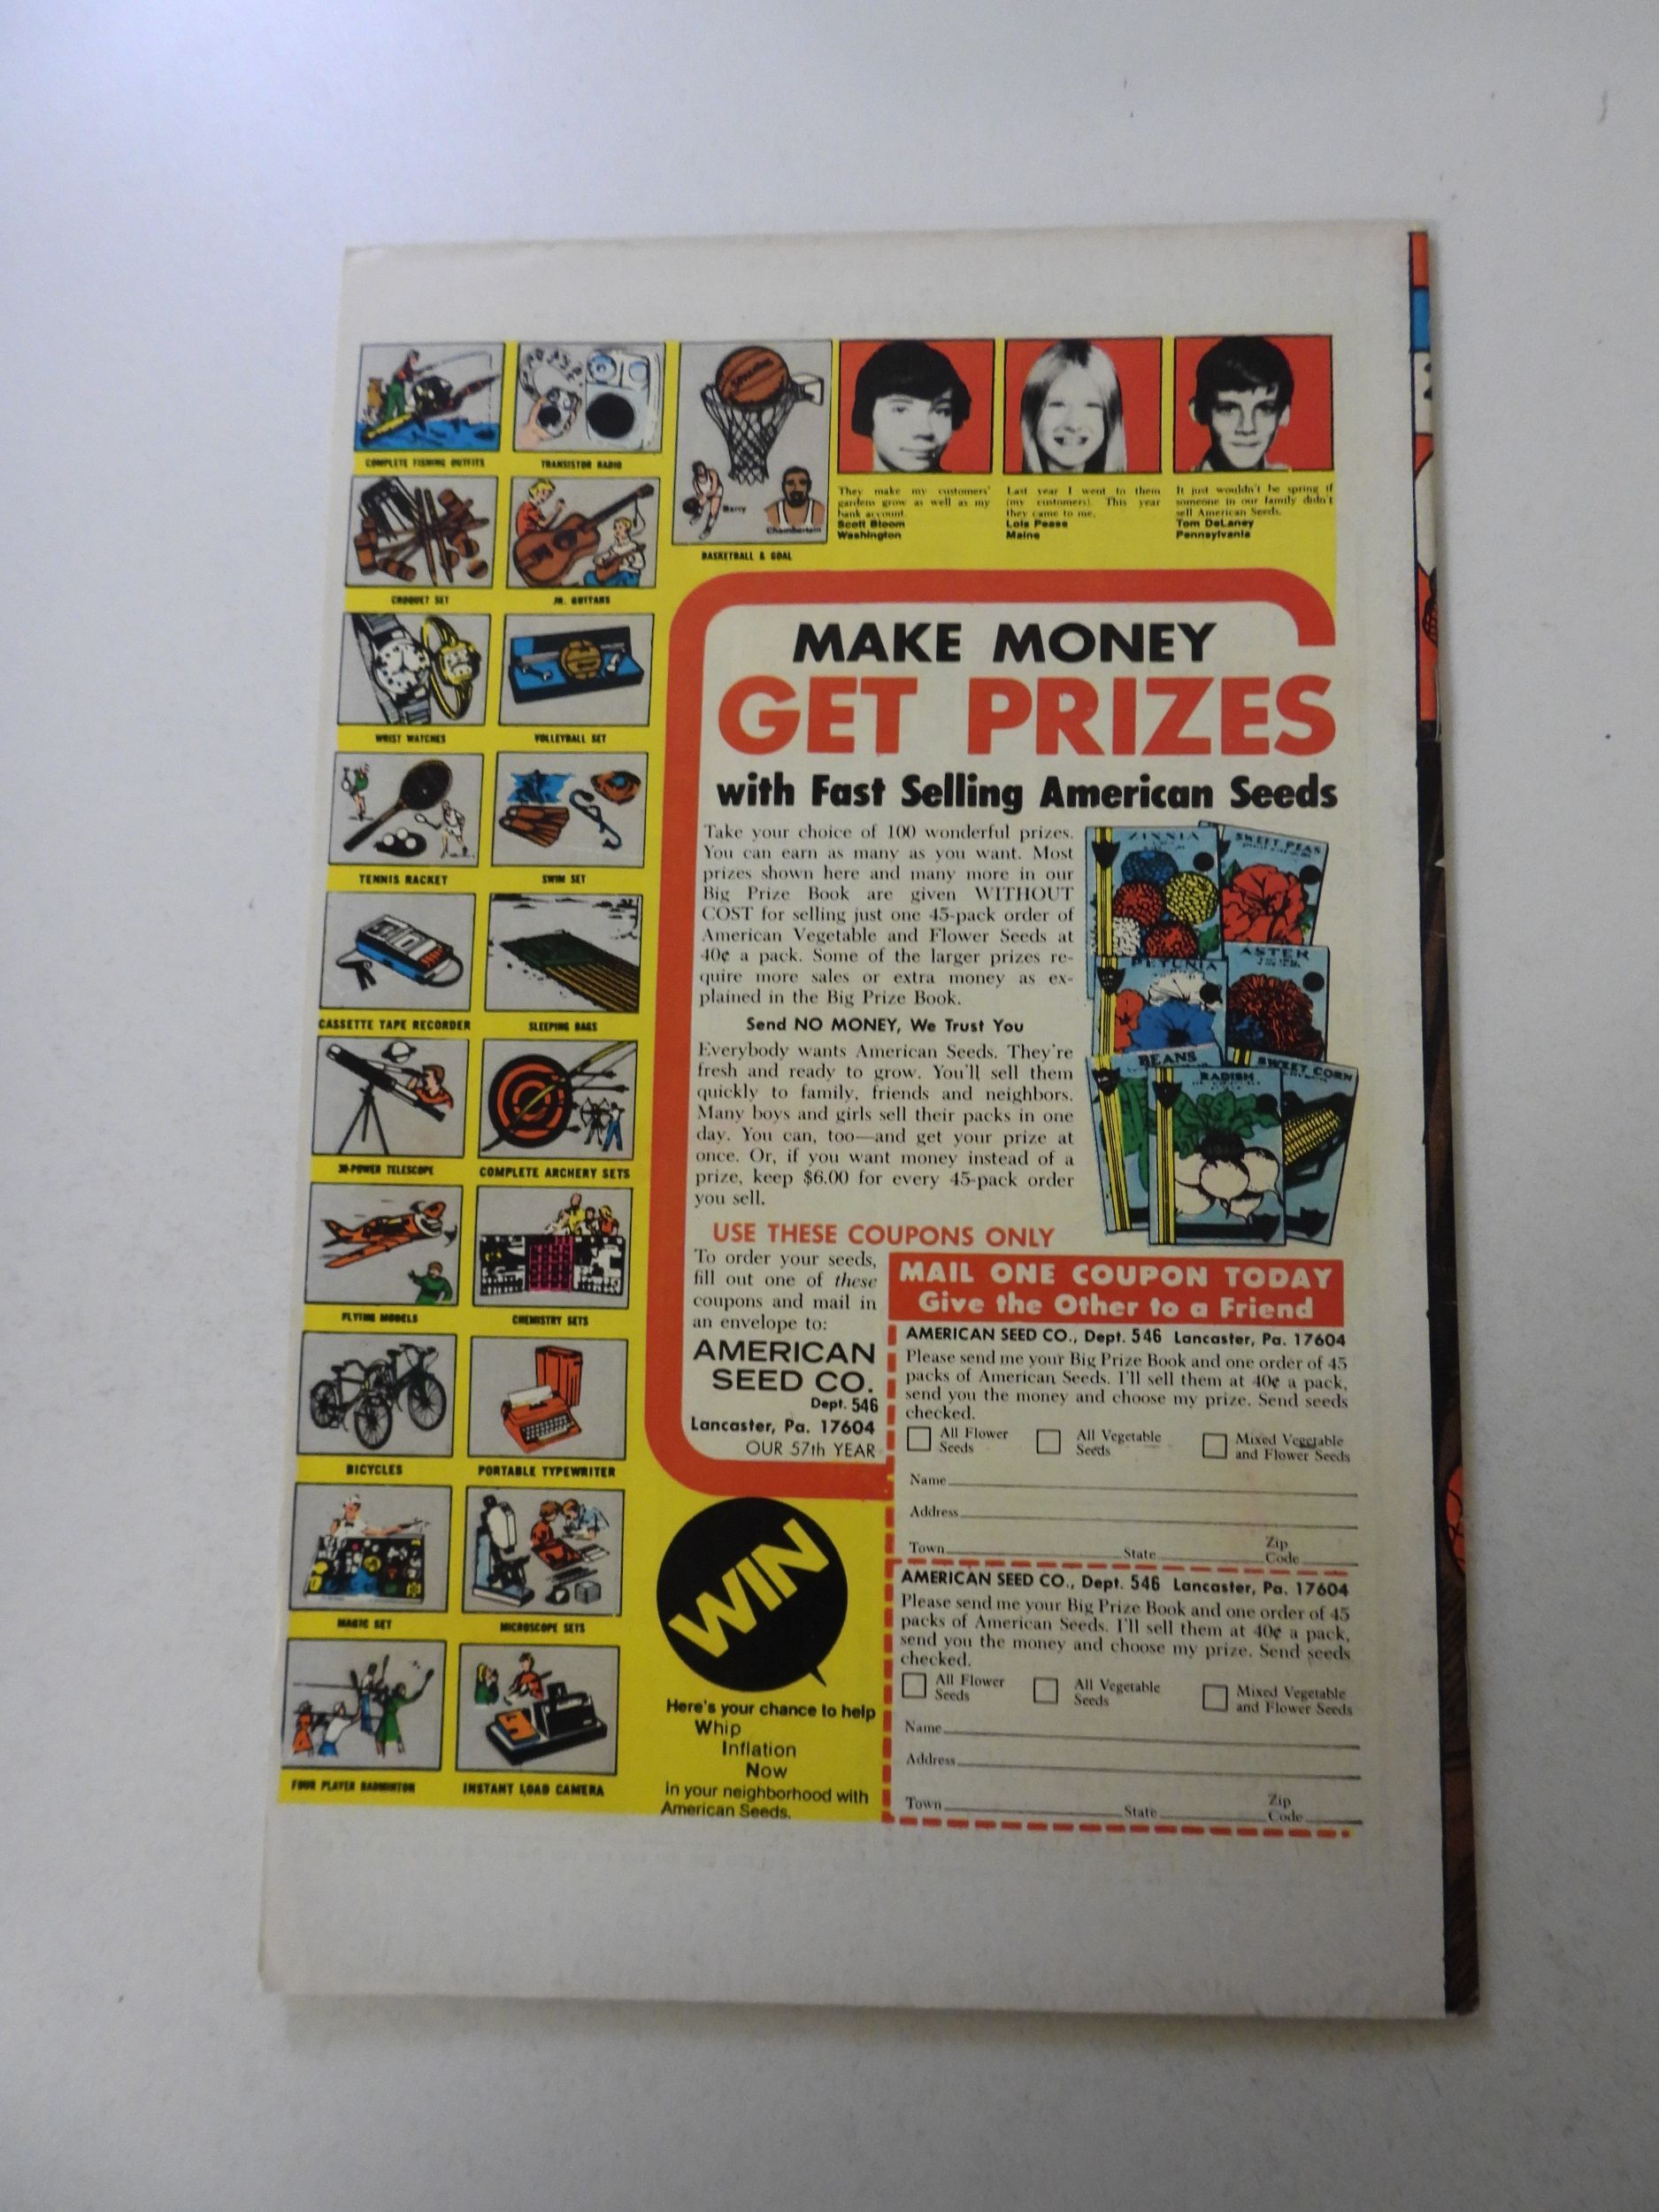 COMPLETE FISHING OUTFITS
TRANSISTOR RADIO
CROQUET SET
JR. GUITARS
WRIST WATCHES
VOLLEYBALL SET
TENNIS RACKET
SWIM SET
CASSETTE TAPE RECORDER
SLEEPING BAGS
30-POWER TELESCOPE
COMPLETE ARCHERY SETS
FLYING MODELS
CHEMISTRY SETS
BICYCLES
PORTABLE TYPEWRITER
MAGIC SET
MICROSCOPE SETS
FOUR PLAYER BADMINTON
INSTANT LOAD CAMERA
Spalding
Barry
Chamberlain
BASKETBALL & GOAL
They make my customers'
gardens grow as well as my
bank account.
Scott Bloom
Washington
Last year I went to them
(my customers). This year
they came to me.
Lois Pease
Maine
It just wouldn't be spring if
someone in our family didn't
sell American Seeds.
Tom DeLaney
Pennsylvania
MAKE MONEY
GET PRIZES
with Fast Selling American Seeds
Take your choice of 100 wonderful prizes.
You can earn as many as you want. Most
prizes shown here and many more in our
Big Prize Book are given WITHOUT
COST for selling just one 45-pack order of
American Vegetable and Flower Seeds at
40¢ a pack. Some of the larger prizes re-
quire more sales or extra money as ex-
plained in the Big Prize Book.
Send NO MONEY, We Trust You
Everybody wants American Seeds. They're
fresh and ready to grow. You'll sell them
quickly to family, friends and neighbors.
Many boys and girls sell their packs in one
day. You can, too—and get your prize at
once. Or, if you want money instead of a
prize, keep $6.00 for every 45-pack order
you sell.
ZINNIA
SWEET PEAS
PETUNIA
ASTER
BEANS
RADISH
SWEET CORN
USE THESE COUPONS ONLY
To order your seeds,
fill out one of these
coupons and mail in
an envelope to:
AMERICAN
SEED CO.
Dept. 546
Lancaster, Pa. 17604
OUR 57th YEAR
MAIL ONE COUPON TODAY
Give the Other to a Friend
AMERICAN SEED CO., Dept. 546 Lancaster, Pa. 17604
Please send me your Big Prize Book and one order of 45
packs of American Seeds. I'll sell them at 40¢ a pack,
send you the money and choose my prize. Send seeds
checked.
All Flower Seeds
All Vegetable Seeds
Mixed Vegetable and Flower Seeds
Name
Address
Town State Zip Code
AMERICAN SEED CO., Dept. 546 Lancaster, Pa. 17604
Please send me your Big Prize Book and one order of 45
packs of American Seeds. I'll sell them at 40¢ a pack,
send you the money and choose my prize. Send seeds
checked.
All Flower Seeds
All Vegetable Seeds
Mixed Vegetable and Flower Seeds
Name
Address
Town State Zip Code
WIN
Here's your chance to help
Whip
Inflation
Now
in your neighborhood with
American Seeds.